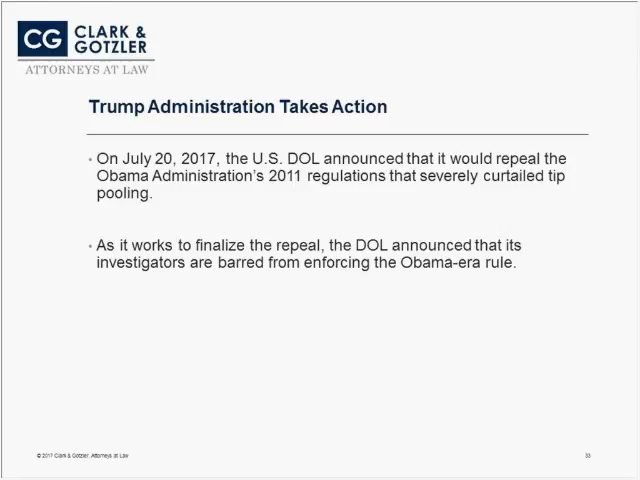 CG CLARK & GOTZLER
ATTORNEYS AT LAW
Trump Administration Takes Action
• On July 20, 2017, the U.S. DOL announced that it would repeal the
Obama Administration's 2011 regulations that severely curtailed tip
pooling.
• As it works to finalize the repeal, the DOL announced that its
investigators are barred from enforcing the Obama-era rule.
© 2017 Clark & Gotzler, Attorneys at Law
33